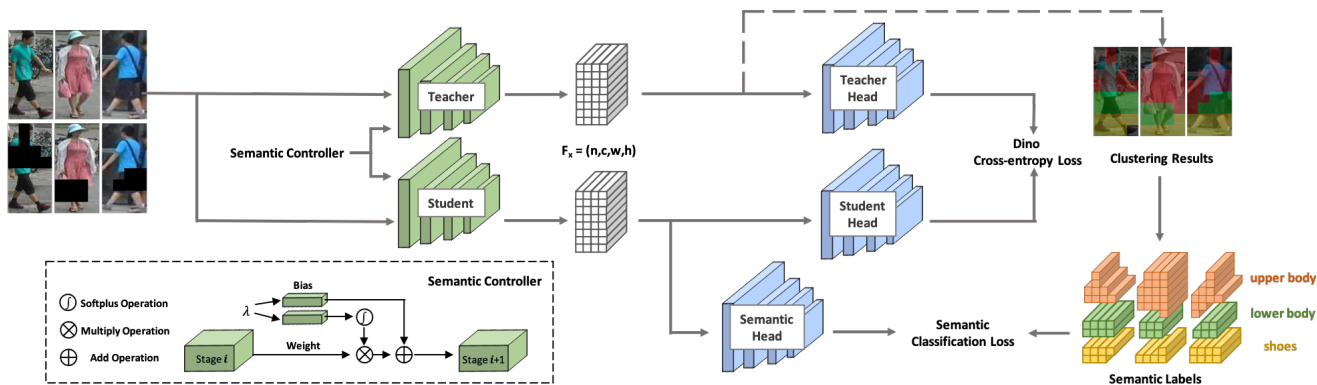 Teacher
Teacher
Head
Semantic Controller
F_x = (n,c,w,h)
Dino
Cross-entropy Loss
Clustering Results
Student
Student
Head
Semantic Controller
Bias
Softplus Operation
λ
Multiply Operation
Weight
Add Operation
Stage i
Stage i+1
Semantic
Head
Semantic
Classification Loss
upper body
lower body
shoes
Semantic Labels